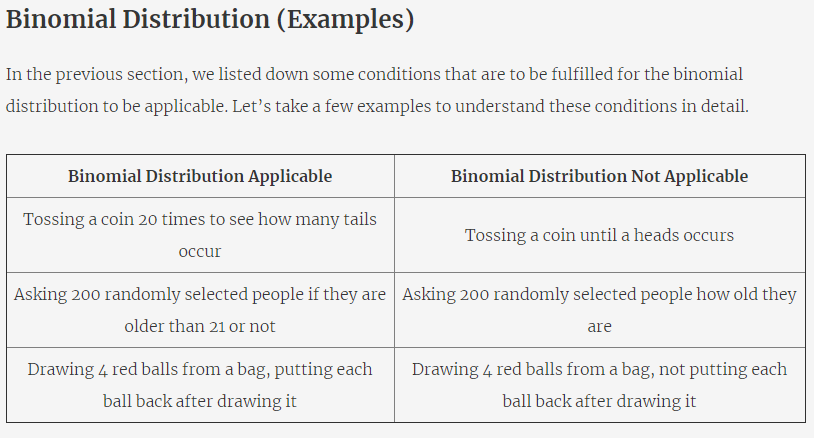 Binomial Distribution (Examples)
In the previous section, we listed down some conditions that are to be fulfilled for the binomial
distribution to be applicable. Let’s take a few examples to understand these conditions in detail.
Binomial Distribution Applicable
Binomial Distribution Not Applicable
Tossing a coin 20 times to see how many tails
occur
Tossing a coin until a heads occurs
Asking 200 randomly selected people if they are
older than 21 or not
Asking 200 randomly selected people how old they
are
Drawing 4 red balls from a bag, putting each
ball back after drawing it
Drawing 4 red balls from a bag, not putting each
ball back after drawing it